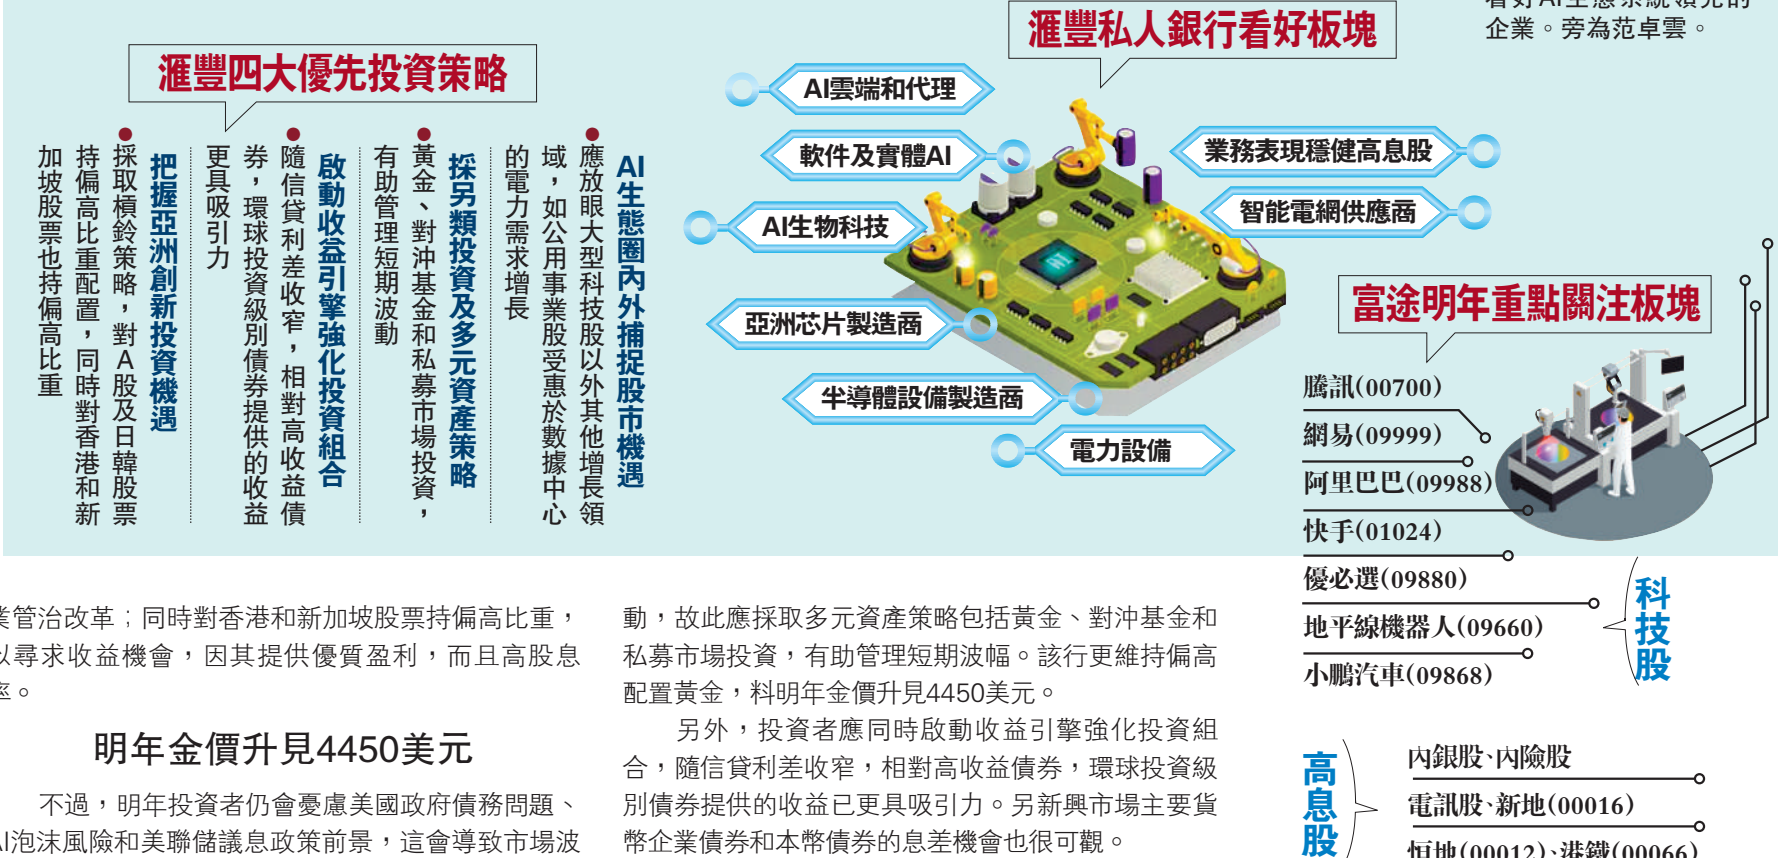 看好AI生態系統領先的
企業。旁為范卓雲。
滙豐四大優先投資策略
AI生態圈內外捕捉股市機遇
●應放眼大型科技股以外其他增長領
域，如公用事業股受惠於數據中心
的電力需求增長
採另類投資及多元資產策略
●黃金、對沖基金和私募市場投資，
有助管理短期波動
啟動收益引擎強化投資組合
●隨信貸利差收窄，相對高收益債
券，環球投資級別債券提供的收益
更具吸引力
把握亞洲創新投資機遇
●採取槓鈴策略，對A股及日韓股票
持偏高比重配置，同時對香港和新
加坡股票也持偏高比重
滙豐私人銀行看好板塊
AI雲端和代理
軟件及實體AI
AI生物科技
亞洲芯片製造商
半導體設備製造商
電力設備
業務表現穩健高息股
智能電網供應商
富途明年重點關注板塊
騰訊(00700)
網易(09999)
阿里巴巴(09988)
快手(01024)
優必選(09880)
地平線機器人(09660)
小鵬汽車(09868)
科技股
高息股
內銀股、內險股
電訊股、新地(00016)
恒地(00012)、港鐵(00066)
業管治改革；同時對香港和新加坡股票持偏高比重，
以尋求收益機會，因其提供優質盈利，而且高股息
率。
明年金價升見4450美元
不過，明年投資者仍會憂慮美國政府債務問題、
AI泡沫風險和美聯儲議息政策前景，這會導致市場波
動，故此應採取多元資產策略包括黃金、對沖基金和
私募市場投資，有助管理短期波幅。該行更維持偏高
配置黃金，料明年金價升見4450美元。
另外，投資者應同時啟動收益引擎強化投資組
合，隨信貸利差收窄，相對高收益債券，環球投資級
別債券提供的收益已更具吸引力。另新興市場主要貨
幣企業債券和本幣債券的息差機會也很可觀。